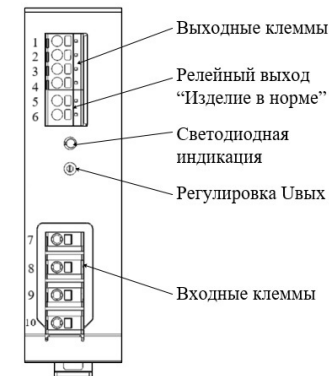 Выходные клеммы
1
2
3
4
5
6
Релейный выход
“Изделие в норме”
Светодиодная
индикация
Регулировка Uвых
7
8
9
10
Входные клеммы